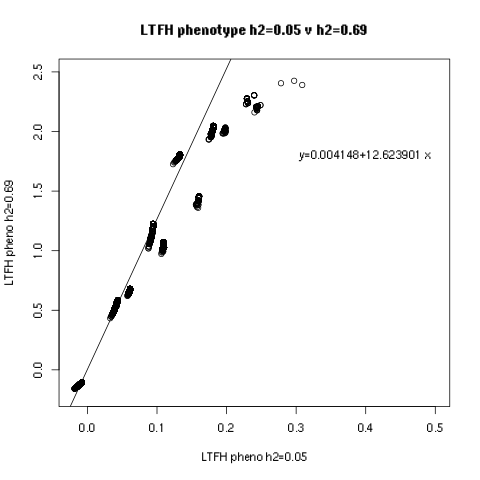 LTFH phenotype h2=0.05 v h2=0.69
2.5
2.0
1.5
1.0
0.5
0.0
LTFH pheno h2=0.69
y=0.004148+12.623901 x
0.0 0.1 0.2 0.3 0.4 0.5
LTFH pheno h2=0.05